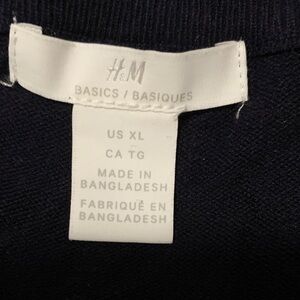 H&M
BASICS / BASIQUES
US XL
CA TG
MADE IN
BANGLADESH
FABRIQUÉ EN
BANGLADESH